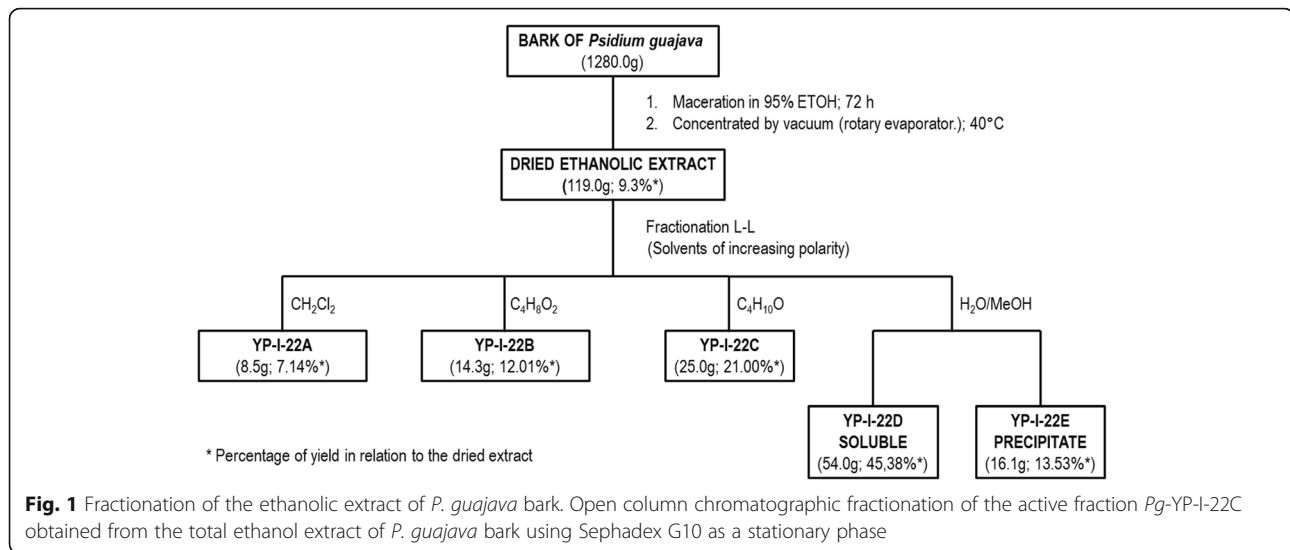 BARK OF Psidium guajava
(1280.0g)
1. Maceration in 95% ETOH; 72 h
2. Concentrated by vacuum (rotary evaporator.); 40°C
DRIED ETHANOLIC EXTRACT
(119.0g; 9.3%*)
Fractionation L-L
(Solvents of increasing polarity)
CH₂Cl₂
C₄H₈O₂
C₄H₁₀O
H₂O/MeOH
YP-I-22A
(8.5g; 7.14%*)
YP-I-22B
(14.3g; 12.01%*)
YP-I-22C
(25.0g; 21.00%*)
YP-I-22D
SOLUBLE
(54.0g; 45,38%*)
YP-I-22E
PRECIPITATE
(16.1g; 13.53%*)
* Percentage of yield in relation to the dried extract
Fig. 1 Fractionation of the ethanolic extract of P. guajava bark. Open column chromatographic fractionation of the active fraction Pg-YP-I-22C
obtained from the total ethanol extract of P. guajava bark using Sephadex G10 as a stationary phase